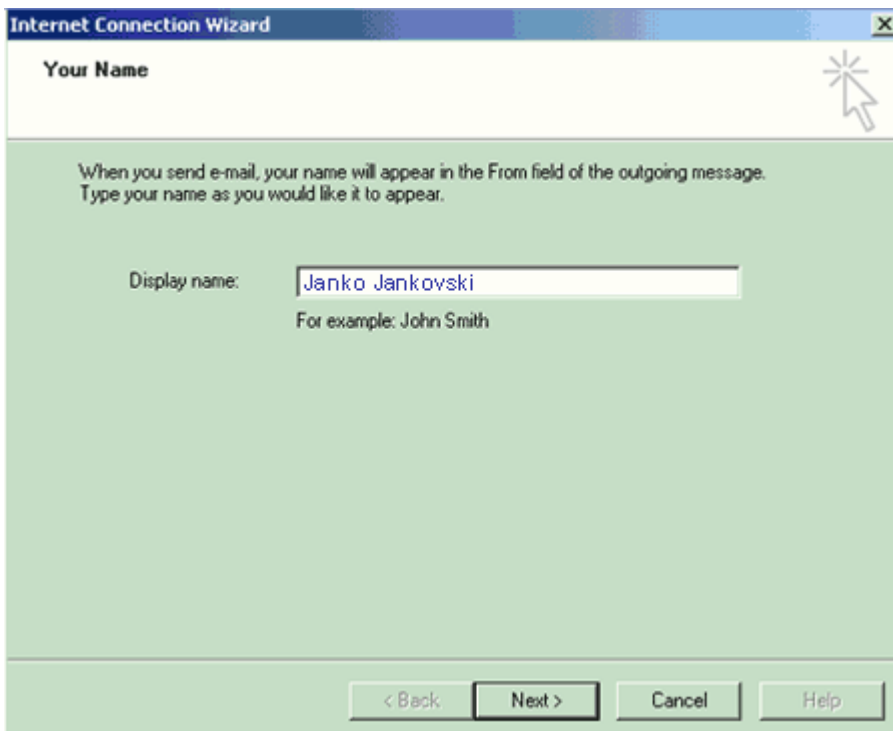 Internet Connection Wizard
Your Name
When you send e-mail, your name will appear in the From field of the outgoing message.
Type your name as you would like it to appear.
Display name: Janko Jankovski
For example: John Smith
< Back Next > Cancel Help